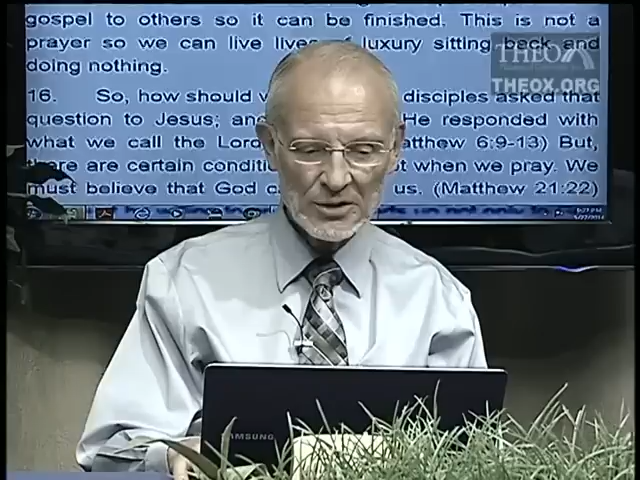 gospel to others so it can be finished. This is not a
prayer so we can live lives of luxury sitting back and
doing nothing.
16. So, how should disciples asked that
question to Jesus; He responded with
what we call the Lord (Matthew 6:9-13) But,
there are certain when we pray. We
must believe that God us. (Matthew 21:22)
THEO
THEOX.ORG
SAMSUNG